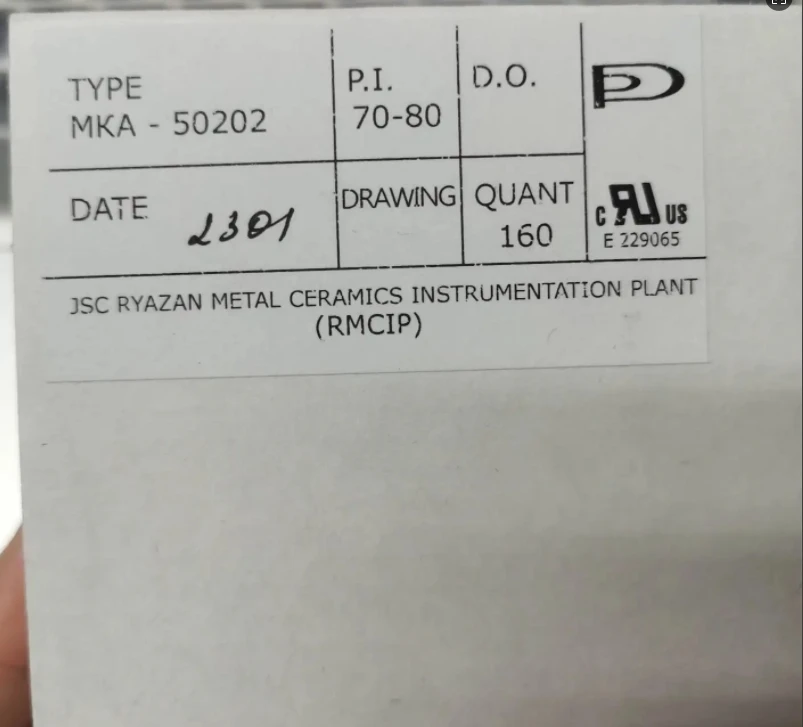 TYPE
MKA - 50202
P.I.
70-80
D.O.
DATE
2301
DRAWING
QUANT
160
C RU US
E 229065
JSC RYAZAN METAL CERAMICS INSTRUMENTATION PLANT
(RMCIP)